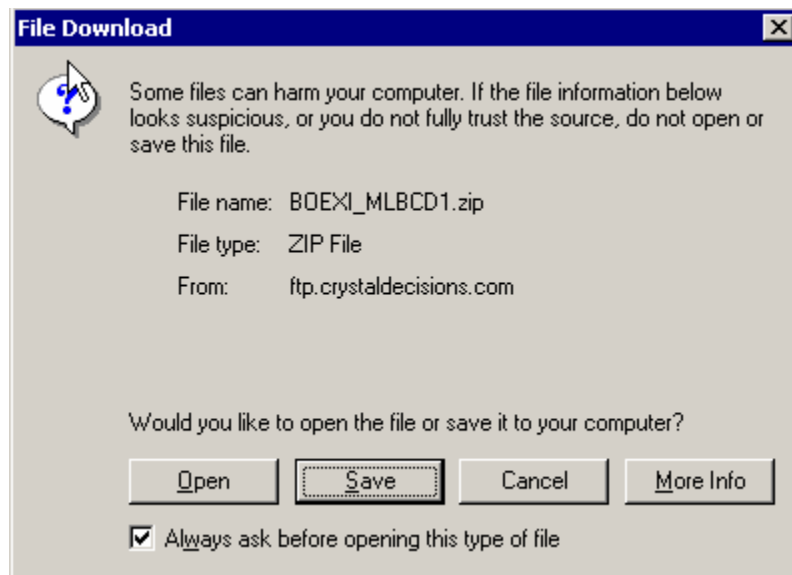 File Download
Some files can harm your computer. If the file information below
looks suspicious, or you do not fully trust the source, do not open or
save this file.
File name: BOEXI_MLBCD1.zip
File type: ZIP File
From: ftp.crystaldecisions.com
Would you like to open the file or save it to your computer?
Open Save Cancel More Info
Always ask before opening this type of file